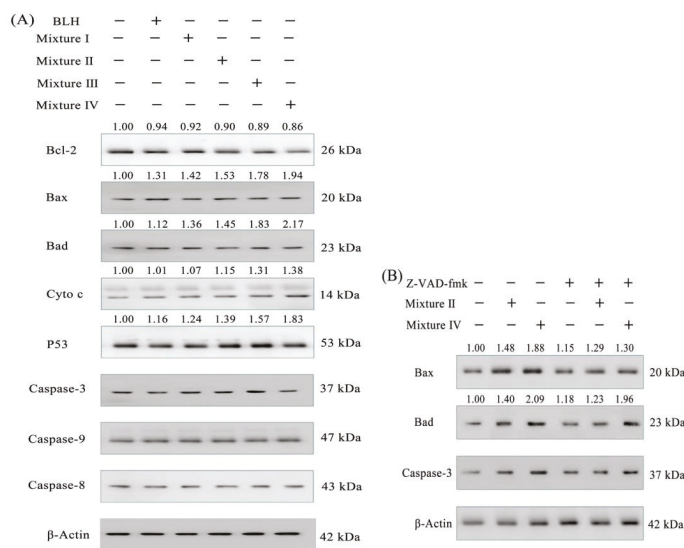 (A)
BLH − + − − − −
Mixture I − − + − − −
Mixture II − − − + − −
Mixture III − − − − + −
Mixture IV − − − − − +
1.00 0.94 0.92 0.90 0.89 0.86
Bcl-2 26 kDa
1.00 1.31 1.42 1.53 1.78 1.94
Bax 20 kDa
1.00 1.12 1.36 1.45 1.83 2.17
Bad 23 kDa
1.00 1.01 1.07 1.15 1.31 1.38
Cyto c 14 kDa
1.00 1.16 1.24 1.39 1.57 1.83
P53 53 kDa
Caspase-3 37 kDa
Caspase-9 47 kDa
Caspase-8 43 kDa
β-Actin 42 kDa
(B)
Z-VAD-fmk − − − + + +
Mixture II − + − − + −
Mixture IV − − + − − +
1.00 1.48 1.88 1.15 1.29 1.30
Bax 20 kDa
1.00 1.40 2.09 1.18 1.23 1.96
Bad 23 kDa
Caspase-3 37 kDa
β-Actin 42 kDa